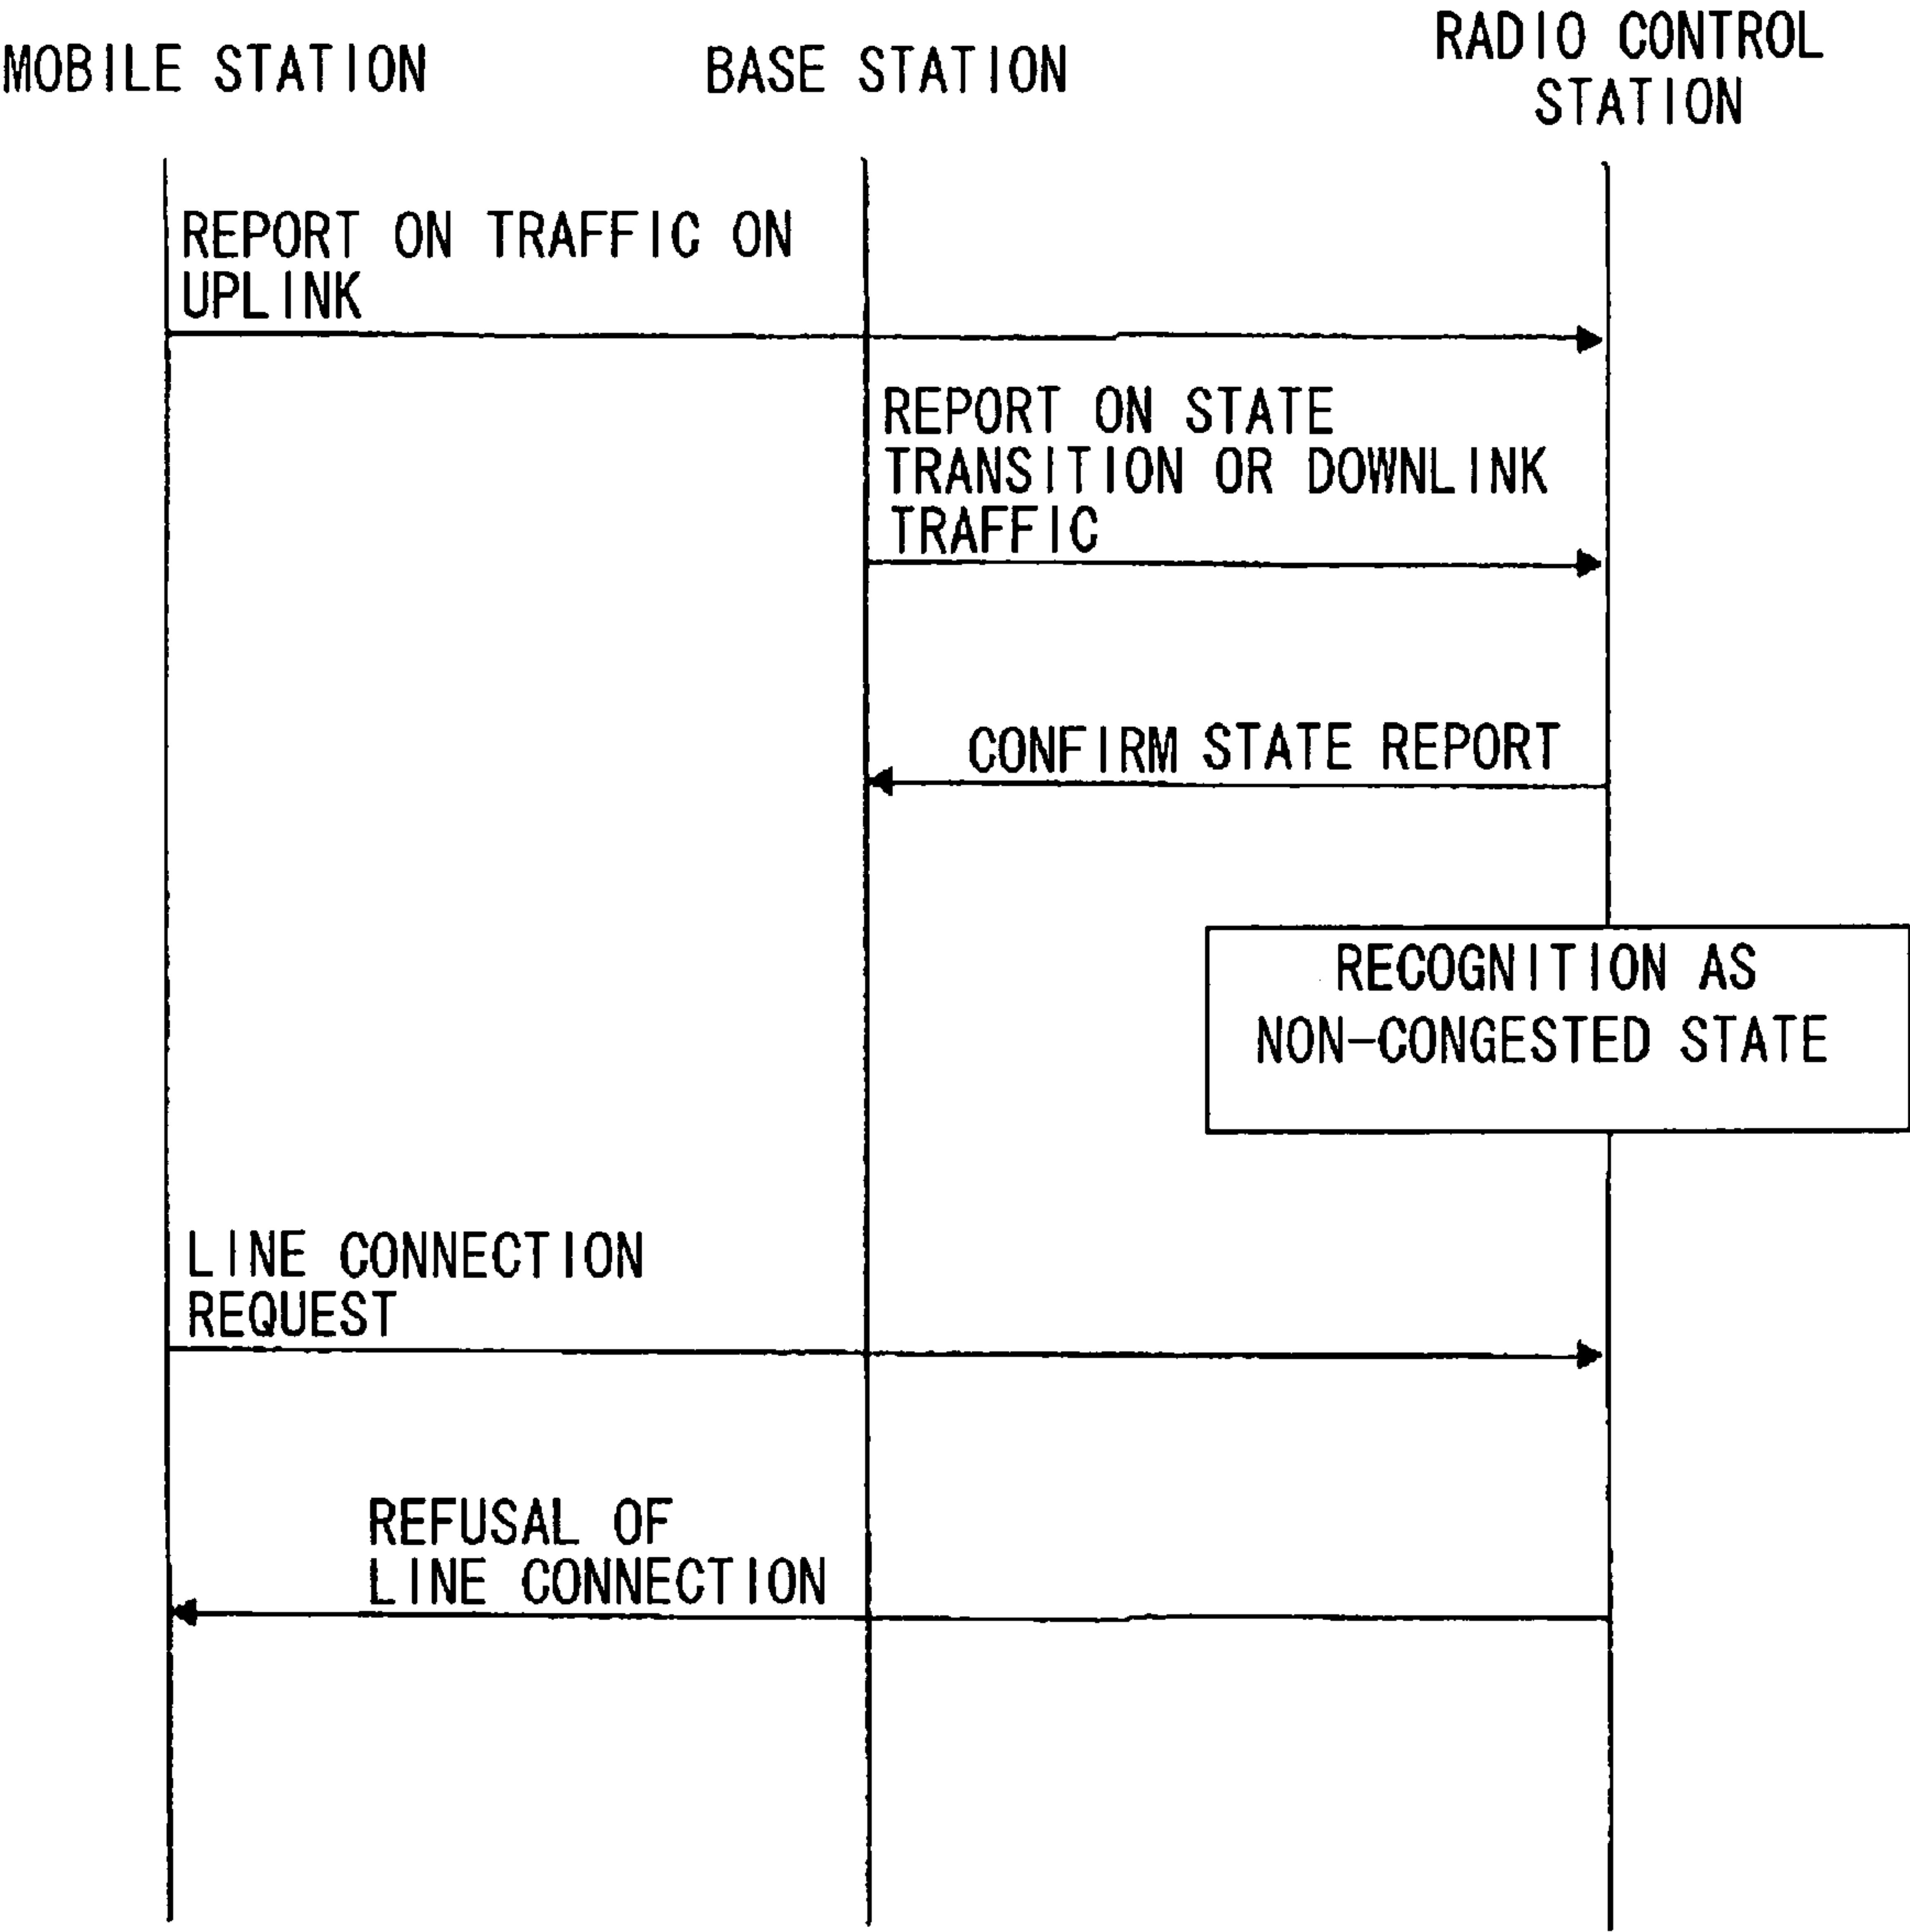 MOBILE STATION
BASE STATION
RADIO CONTROL
STATION
REPORT ON TRAFFIC ON
UPLINK
REPORT ON STATE
TRANSITION OR DOWNLINK
TRAFFIC
CONFIRM STATE REPORT
RECOGNITION AS
NON-CONGESTED STATE
LINE CONNECTION
REQUEST
REFUSAL OF
LINE CONNECTION